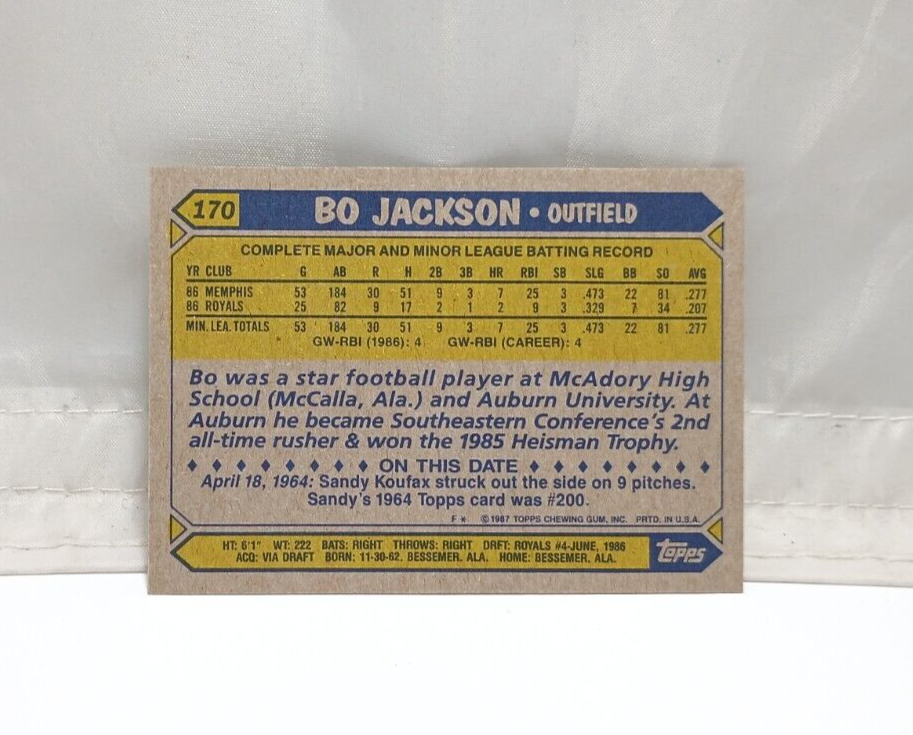 170 BO JACKSON • OUTFIELD
COMPLETE MAJOR AND MINOR LEAGUE BATTING RECORD
YR CLUB G AB R H 2B 3B HR RBI SB SLG BB SO AVG
86 MEMPHIS 53 184 30 51 9 3 7 25 3 .473 22 81 .277
86 ROYALS 25 82 9 17 2 1 2 9 3 .329 7 34 .207
MIN. LEA. TOTALS 53 184 30 51 9 3 7 25 3 .473 22 81 .277
GW-RBI (1986): 4 GW-RBI (CAREER): 4
Bo was a star football player at McAdory High
School (McCalla, Ala.) and Auburn University. At
Auburn he became Southeastern Conference's 2nd
all-time rusher & won the 1985 Heisman Trophy.
ON THIS DATE
April 18, 1964: Sandy Koufax struck out the side on 9 pitches.
Sandy's 1964 Topps card was #200.
F * ©1987 TOPPS CHEWING GUM, INC. PRTD. IN U.S.A.
HT: 6'1" WT: 222 BATS: RIGHT THROWS: RIGHT DRFT: ROYALS #4-JUNE, 1986
ACQ: VIA DRAFT BORN: 11-30-62, BESSEMER, ALA. HOME: BESSEMER, ALA.
Topps